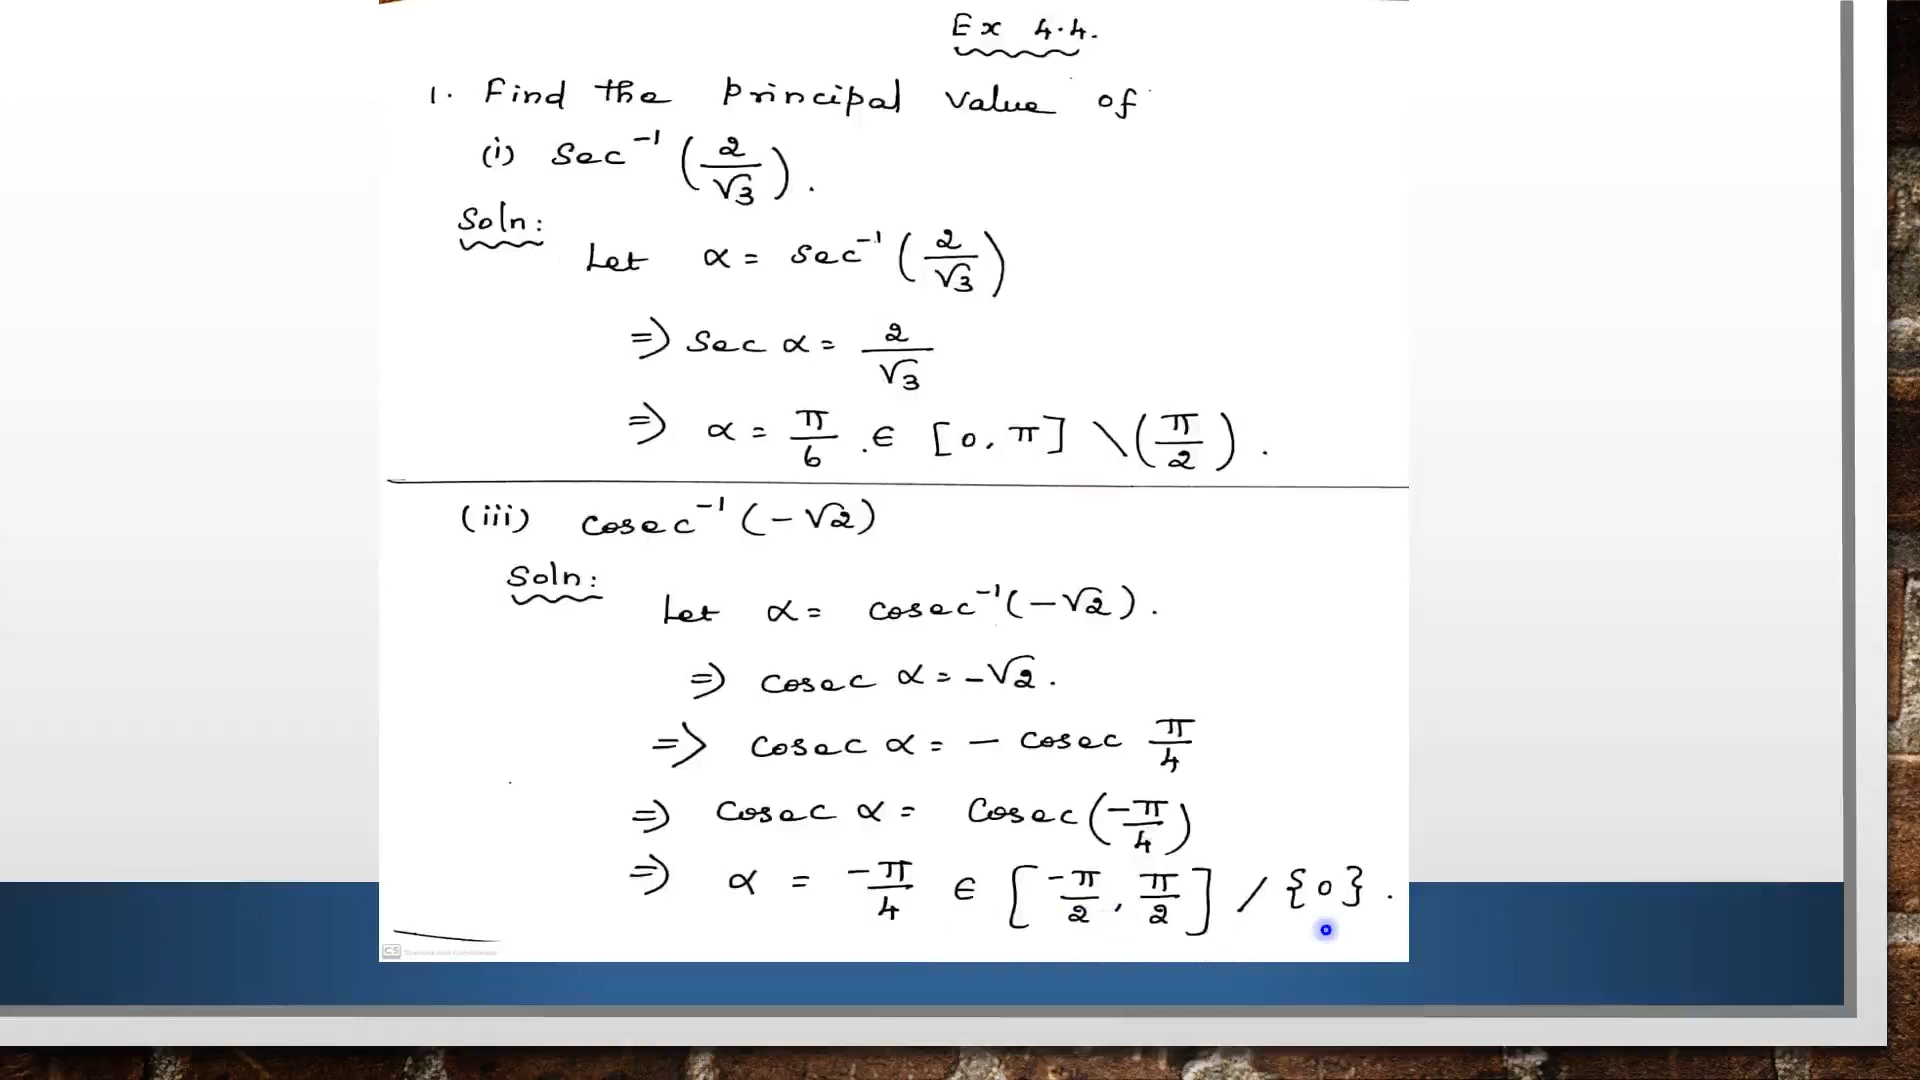 Ex 4.4.
1. Find the principal value of
(i) Sec⁻¹ (2/√3).
Soln:
Let α = sec⁻¹ (2/√3)
⇒ Sec α = 2/√3
⇒ α = π/6 . ∈ [0, π] \ (π/2).
(iii) cosec⁻¹ (-√2)
Soln:
Let α = cosec⁻¹ (-√2).
⇒ cosec α = -√2.
⇒ cosec α = - cosec π/4
⇒ Cosec α = Cosec (-π/4)
⇒ α = -π/4 ∈ [-π/2, π/2] / {0}.
CS